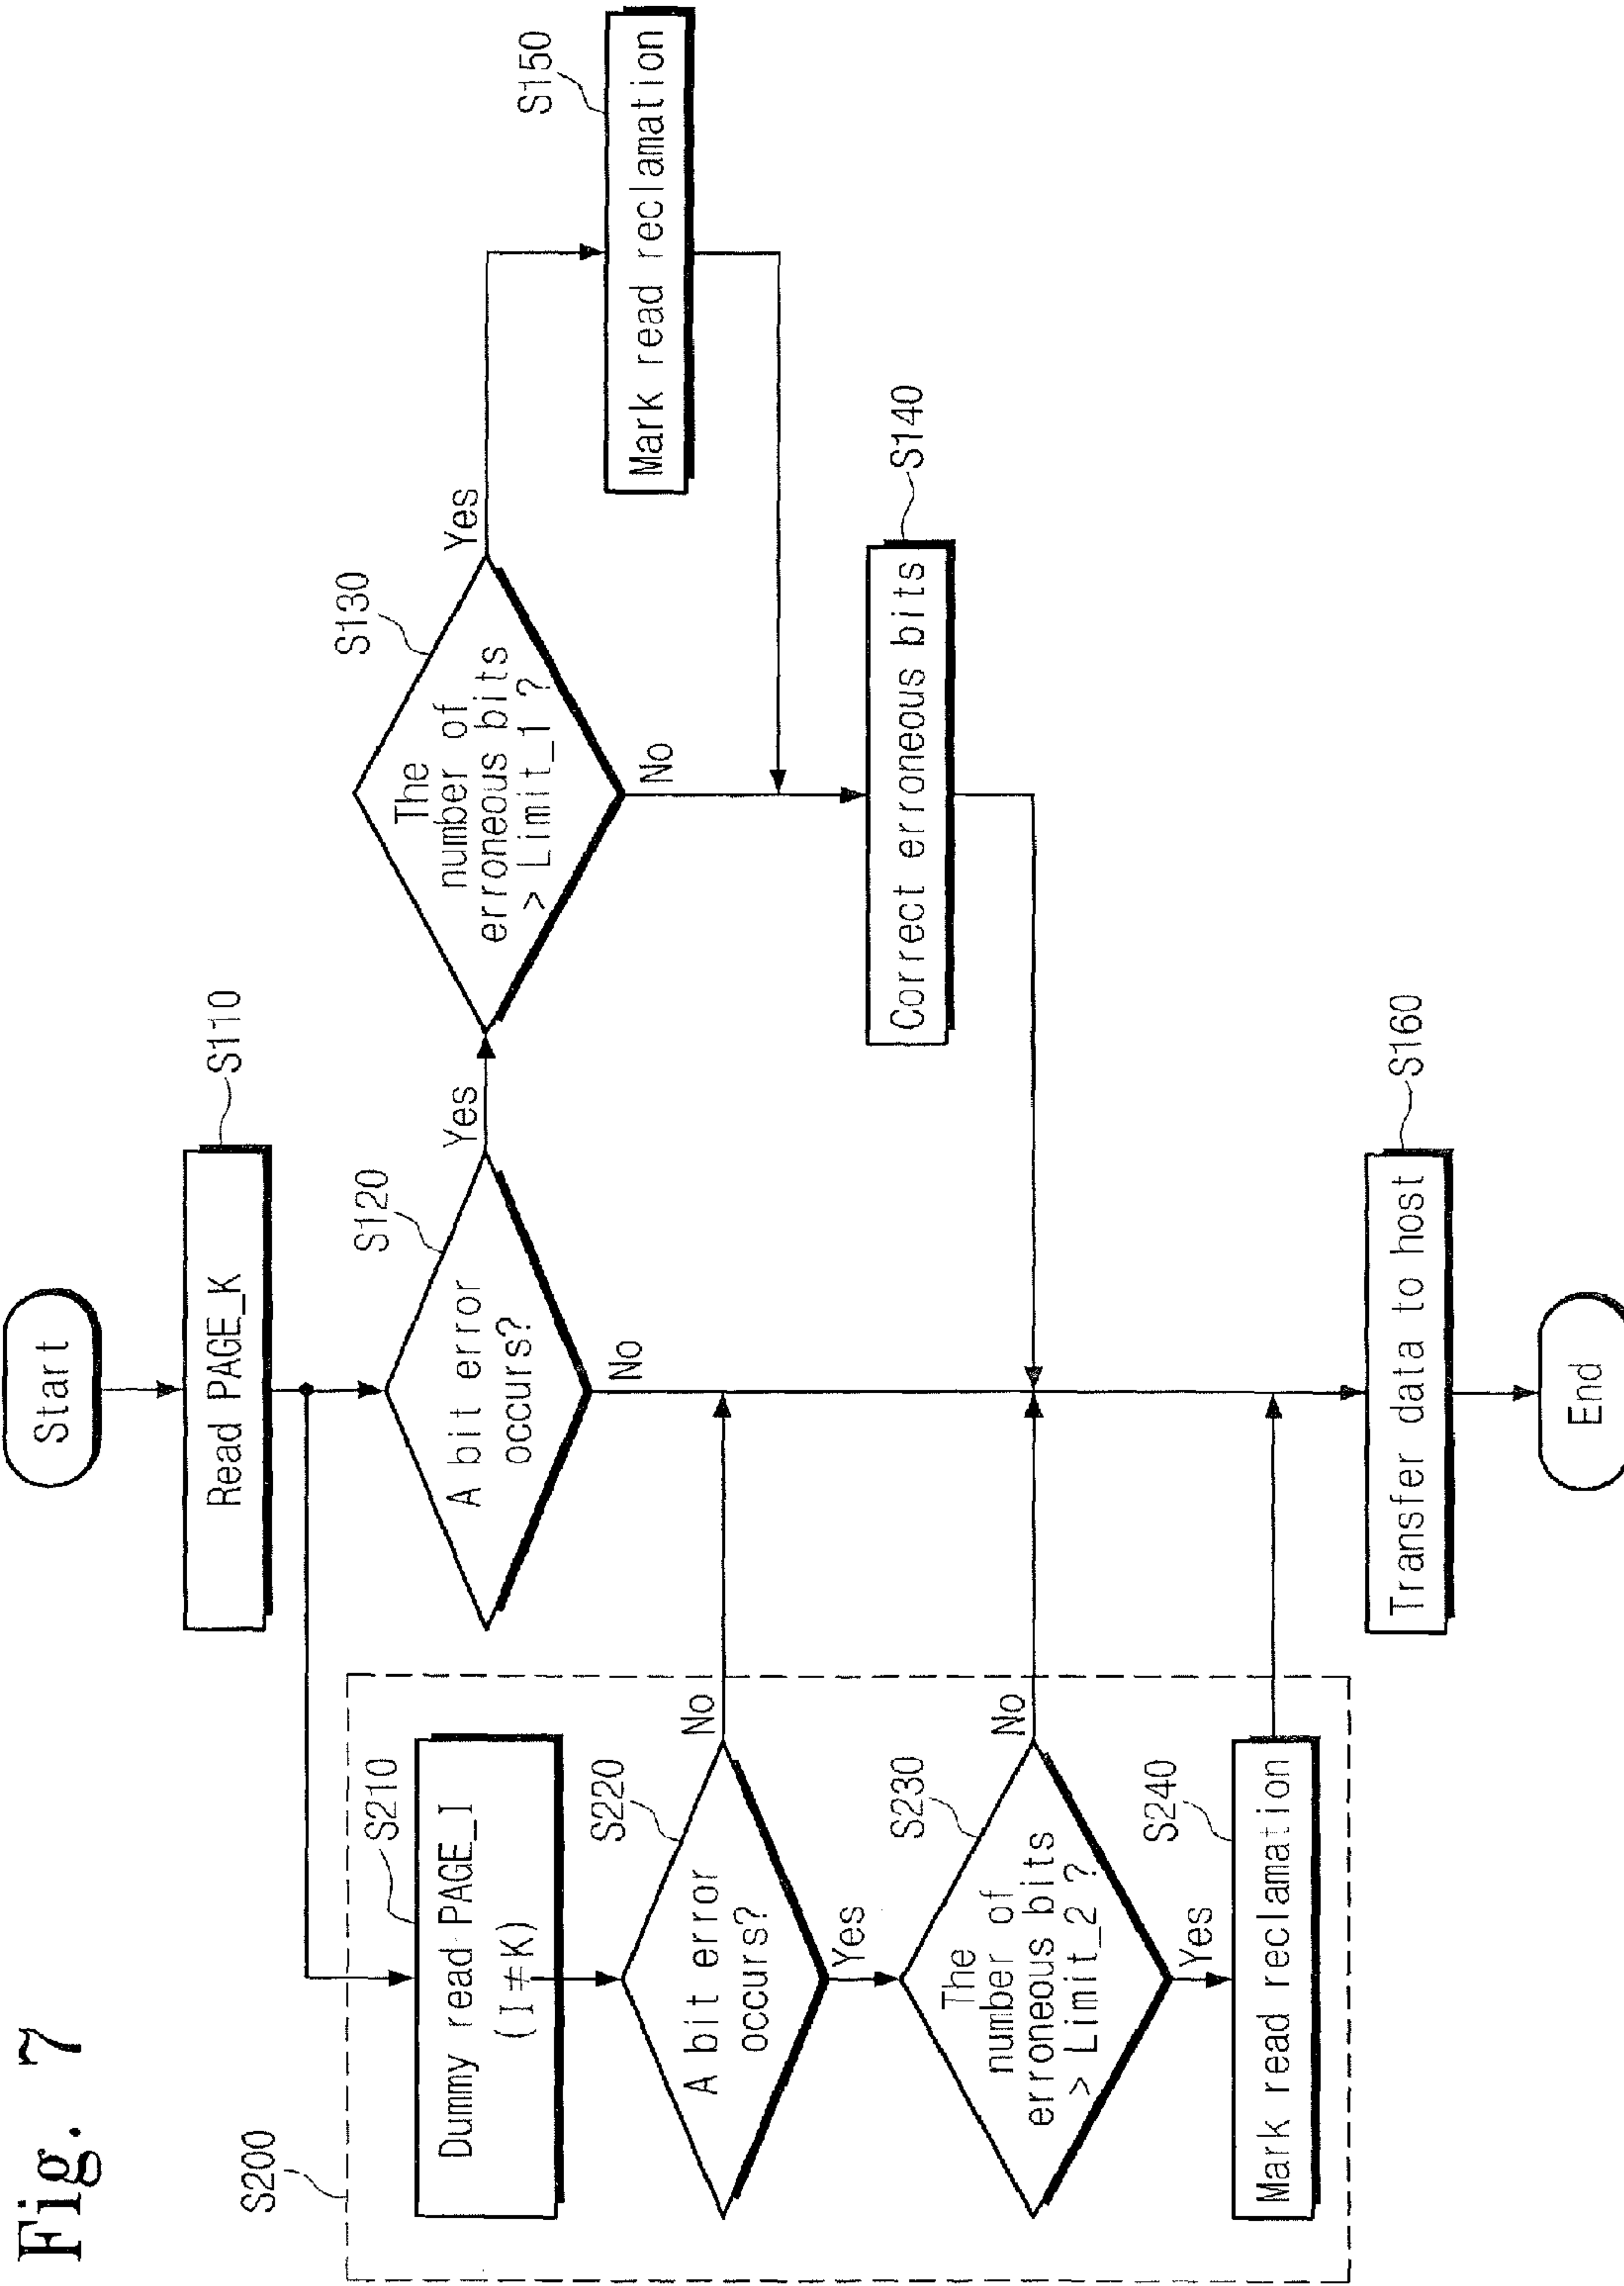 Fig. 7
Start
Read PAGE_K
S110
S200
Dummy read PAGE_I
(I≠K)
S210
A bit error
occurs?
S120
Yes
No
The
number of
erroneous bits
> Limit_1 ?
S130
Yes
No
Mark read reclamation
S150
A bit error
occurs?
S220
No
Yes
Correct erroneous bits
S140
The
number of
erroneous bits
> Limit_2 ?
S230
No
Yes
Mark read reclamation
S240
Transfer data to host
S160
End